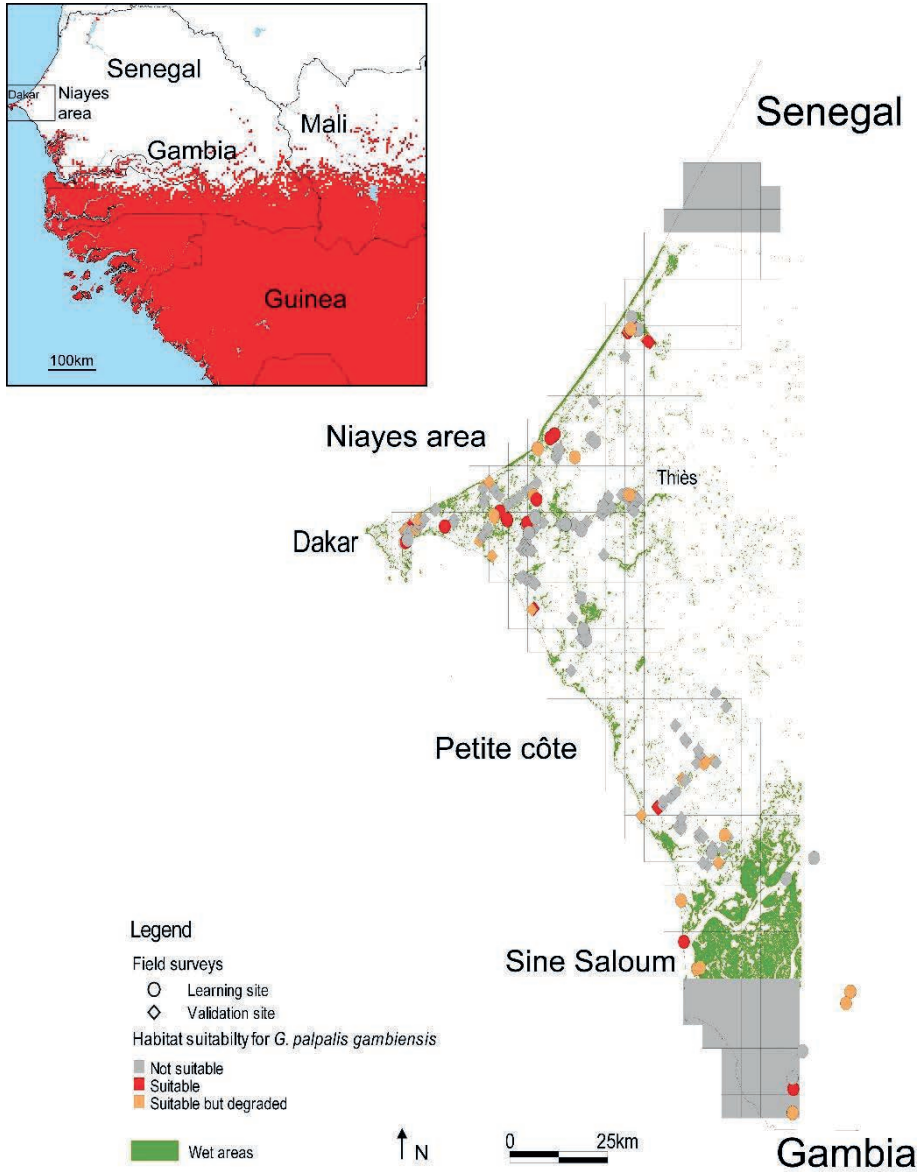 Senegal
Dakar
Niayes
area
Mali
Gambia
Guinea
100km
Senegal
Niayes area
Thiès
Dakar
Petite côte
Sine Saloum
Legend
Field surveys
Learning site
Validation site
Habitat suitabilty for G. palpalis gambiensis
Not suitable
Suitable
Suitable but degraded
Wet areas
N
0 25km
Gambia